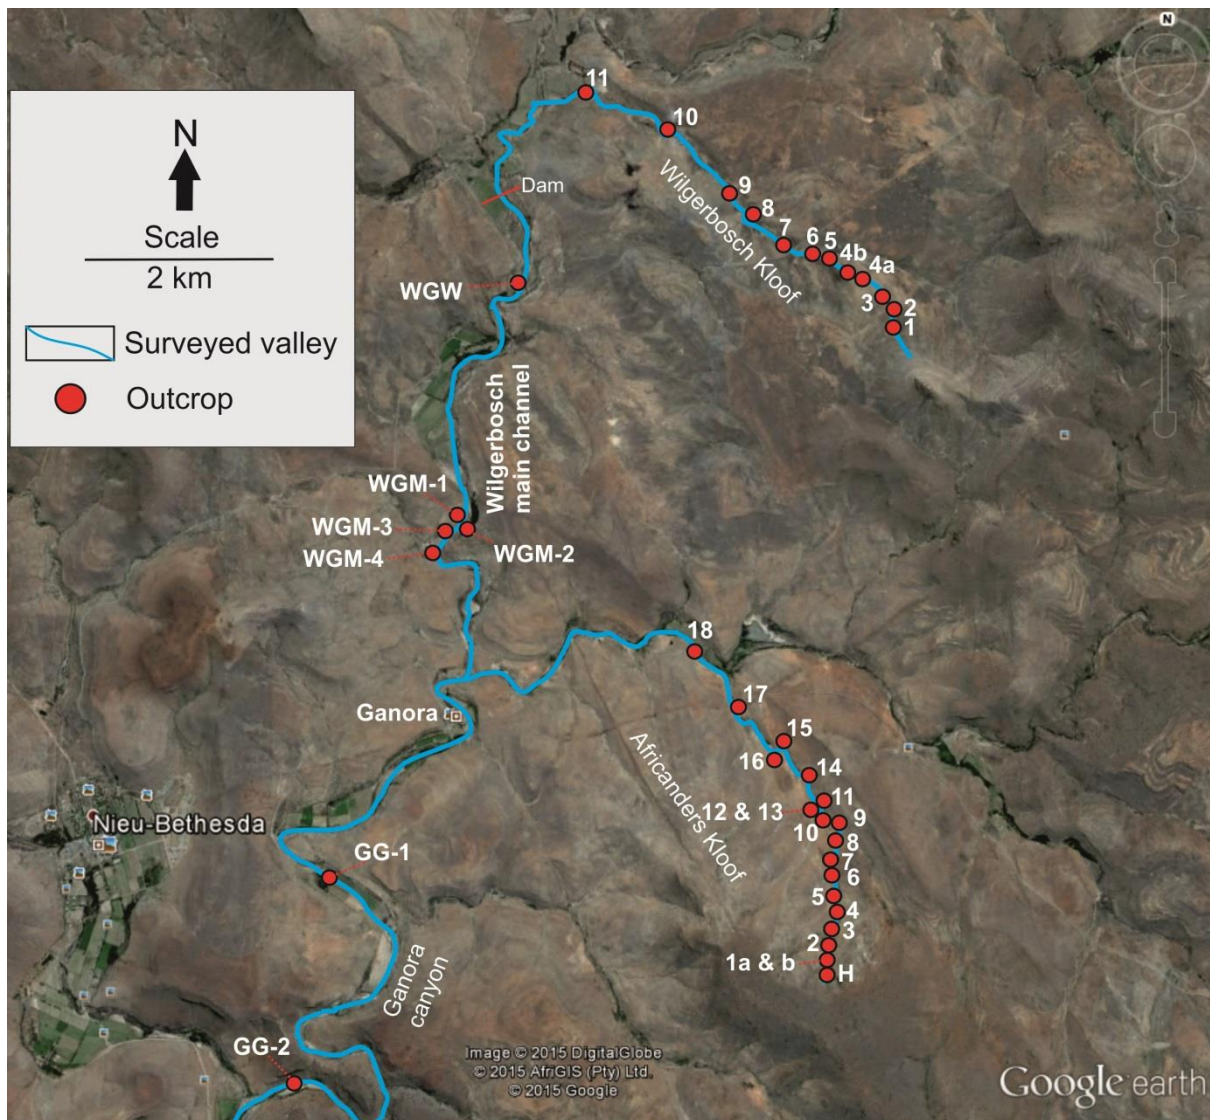 N
N
Scale
2 km
Surveyed valley
Outcrop
11
10
9
8
7
6
5
4b
4a
3
2
1
Wilgerbosch Kloof
Dam
WGW
Wilgerbosch
main channel
WGM-1
WGM-3
WGM-4
WGM-2
18
17
15
16
14
12 & 13
11
10
9
8
7
6
5
4
3
2
1a & b
H
Africanders Kloof
Ganora
Nieu-Bethesda
GG-1
Ganora
canyon
GG-2
Image © 2015 DigitalGlobe
© 2015 AfriGIS (Pty) Ltd.
© 2015 Google
Google earth